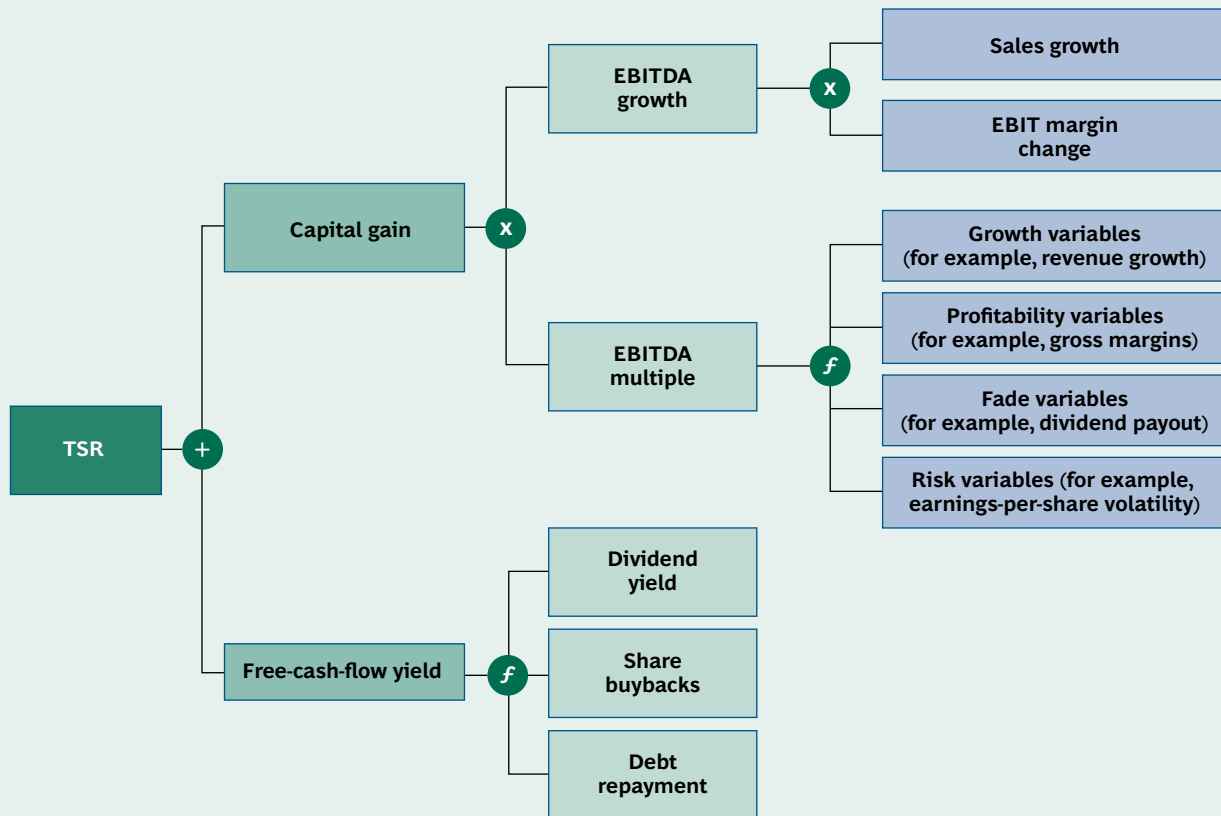 TSR
+
Capital gain
x
EBITDA
growth
x
Sales growth
EBIT margin
change
EBITDA
multiple
f
Growth variables
(for example, revenue growth)
Profitability variables
(for example, gross margins)
Fade variables
(for example, dividend payout)
Risk variables (for example,
earnings-per-share volatility)
Free-cash-flow yield
f
Dividend
yield
Share
buybacks
Debt
repayment